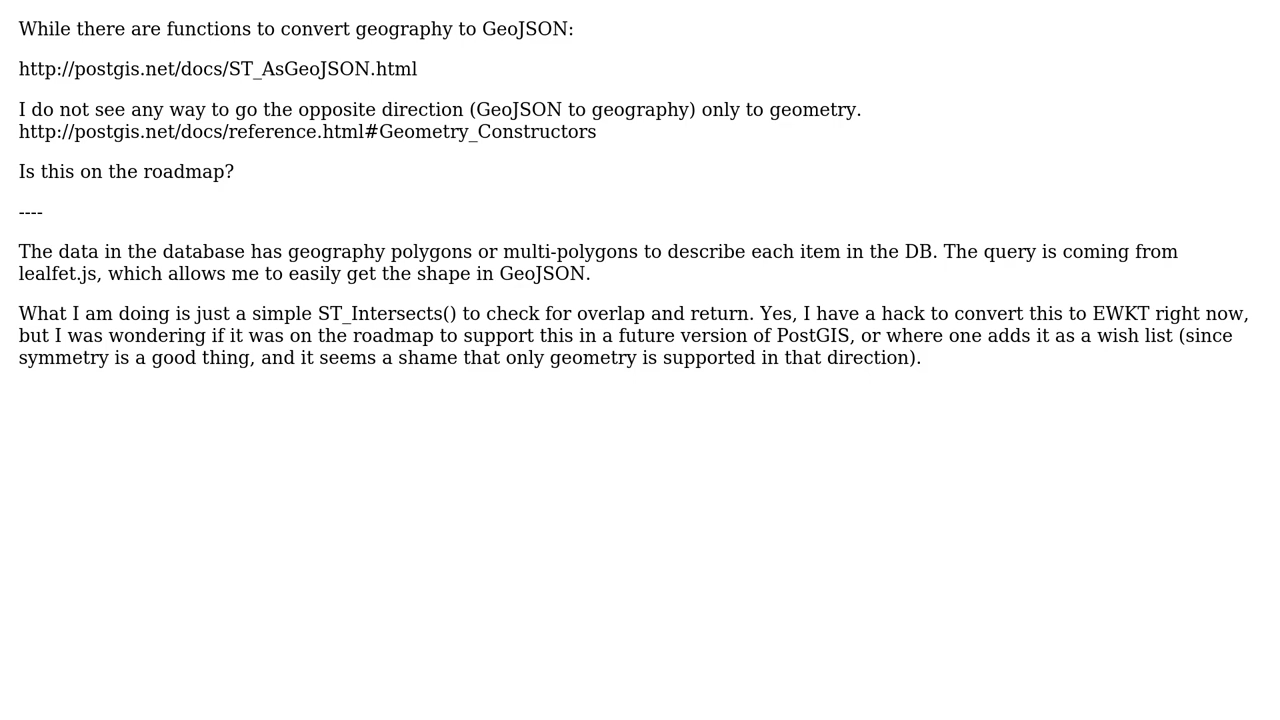 While there are functions to convert geography to GeoJSON:
http://postgis.net/docs/ST_AsGeoJSON.html
I do not see any way to go the opposite direction (GeoJSON to geography) only to geometry.
http://postgis.net/docs/reference.html#Geometry_Constructors
Is this on the roadmap?
----
The data in the database has geography polygons or multi-polygons to describe each item in the DB. The query is coming from
lealfet.js, which allows me to easily get the shape in GeoJSON.
What I am doing is just a simple ST_Intersects() to check for overlap and return. Yes, I have a hack to convert this to EWKT right now,
but I was wondering if it was on the roadmap to support this in a future version of PostGIS, or where one adds it as a wish list (since
symmetry is a good thing, and it seems a shame that only geometry is supported in that direction).